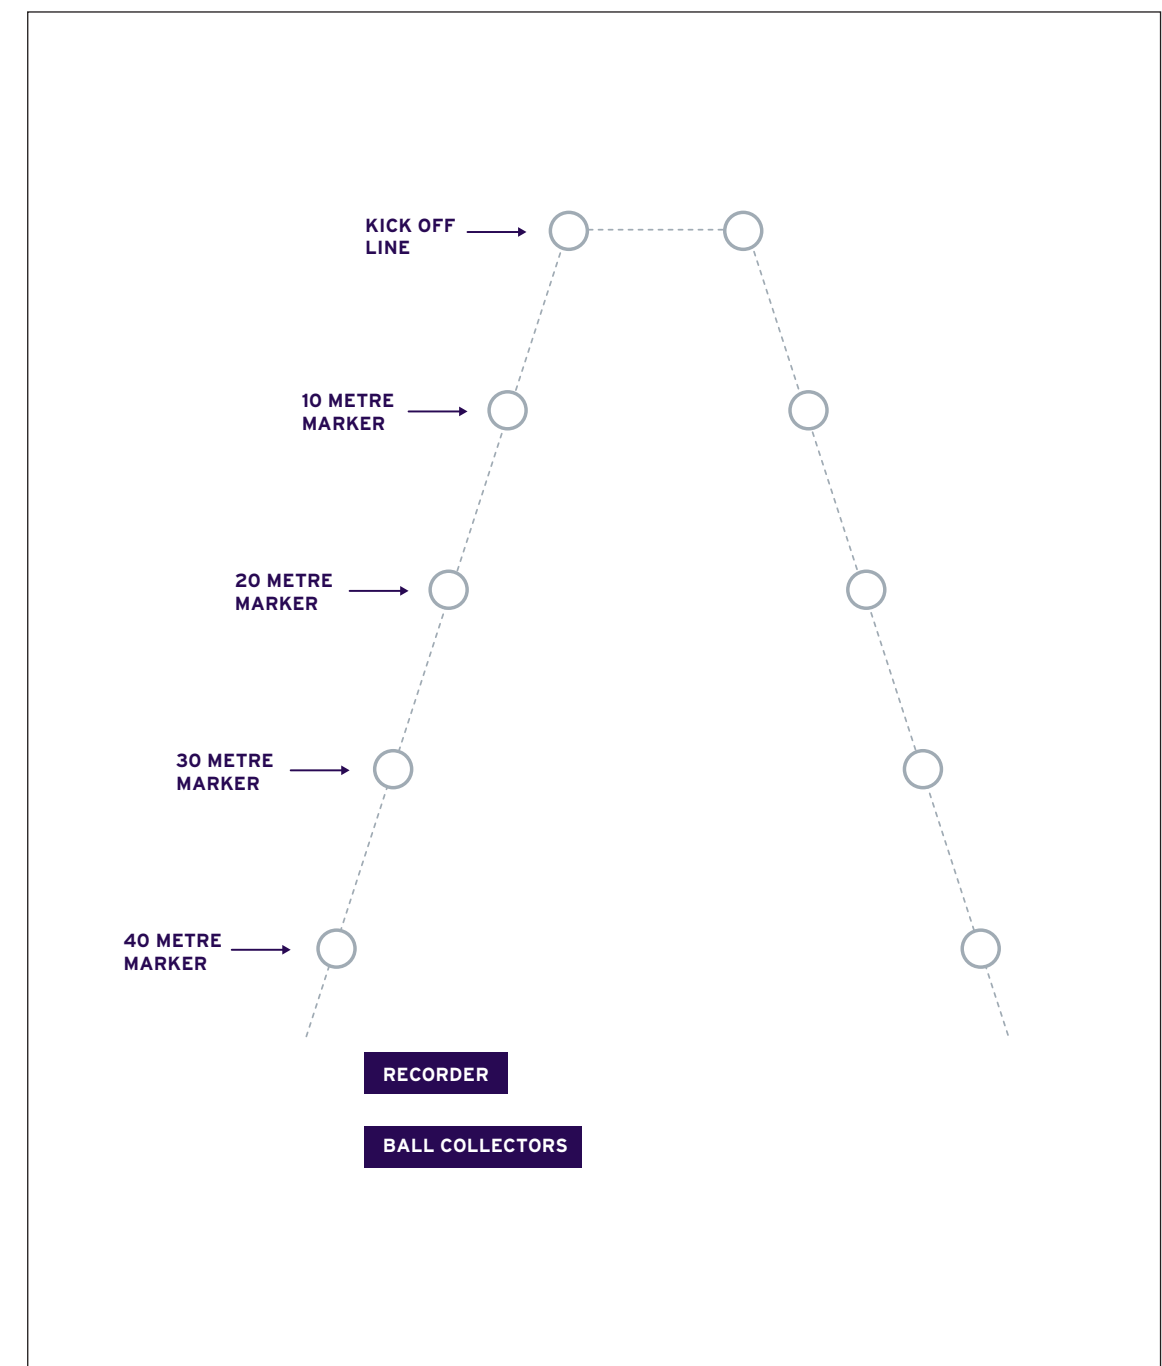 KICK OFF
LINE
10 METRE
MARKER
20 METRE
MARKER
30 METRE
MARKER
40 METRE
MARKER
RECORDER
BALL COLLECTORS